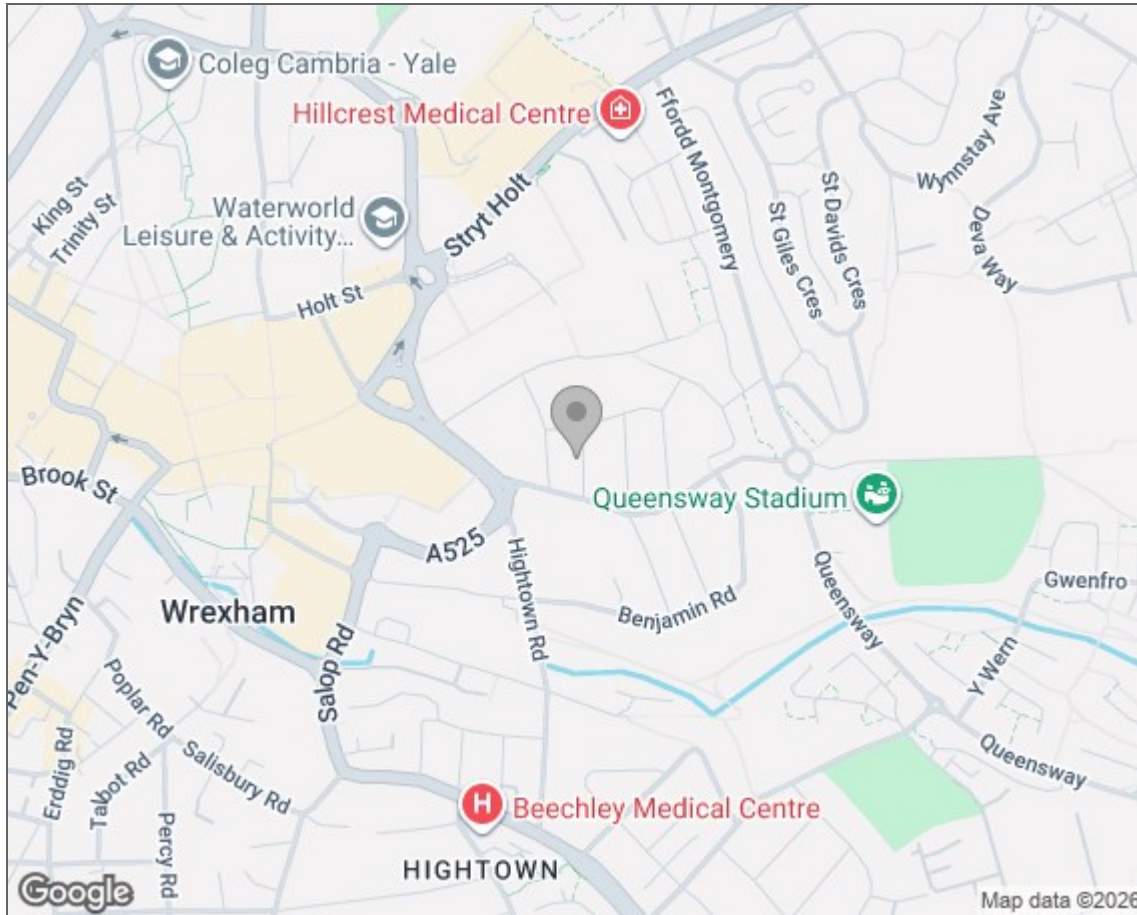 Coleg Cambria - Yale
Hillcrest Medical Centre
Ffordd Montgomery
Wynnstay Ave
St Davids Cres
King St
Trinity St
Waterworld
Leisure & Activity...
Stryt Holt
St Giles Cres
Deva Way
Holt St
Brook St
Queensway Stadium
A525
Hightown Rd
Queensway
Gwenfro
Benjamin Rd
Wrexham
Pen-Y-Bryn
Salop Rd
Y Wern
Poplar Rd
Erddig Rd
Talbot Rd
Salisbury Rd
Queensway
Percy Rd
H
Beechley Medical Centre
HIGHTOWN
Google
Map data ©2026